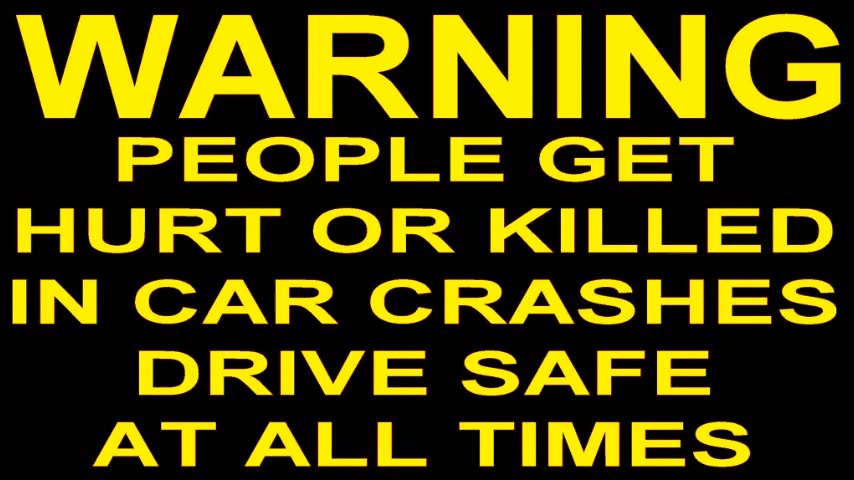 WARNING
PEOPLE GET
HURT OR KILLED
IN CAR CRASHES
DRIVE SAFE
AT ALL TIMES